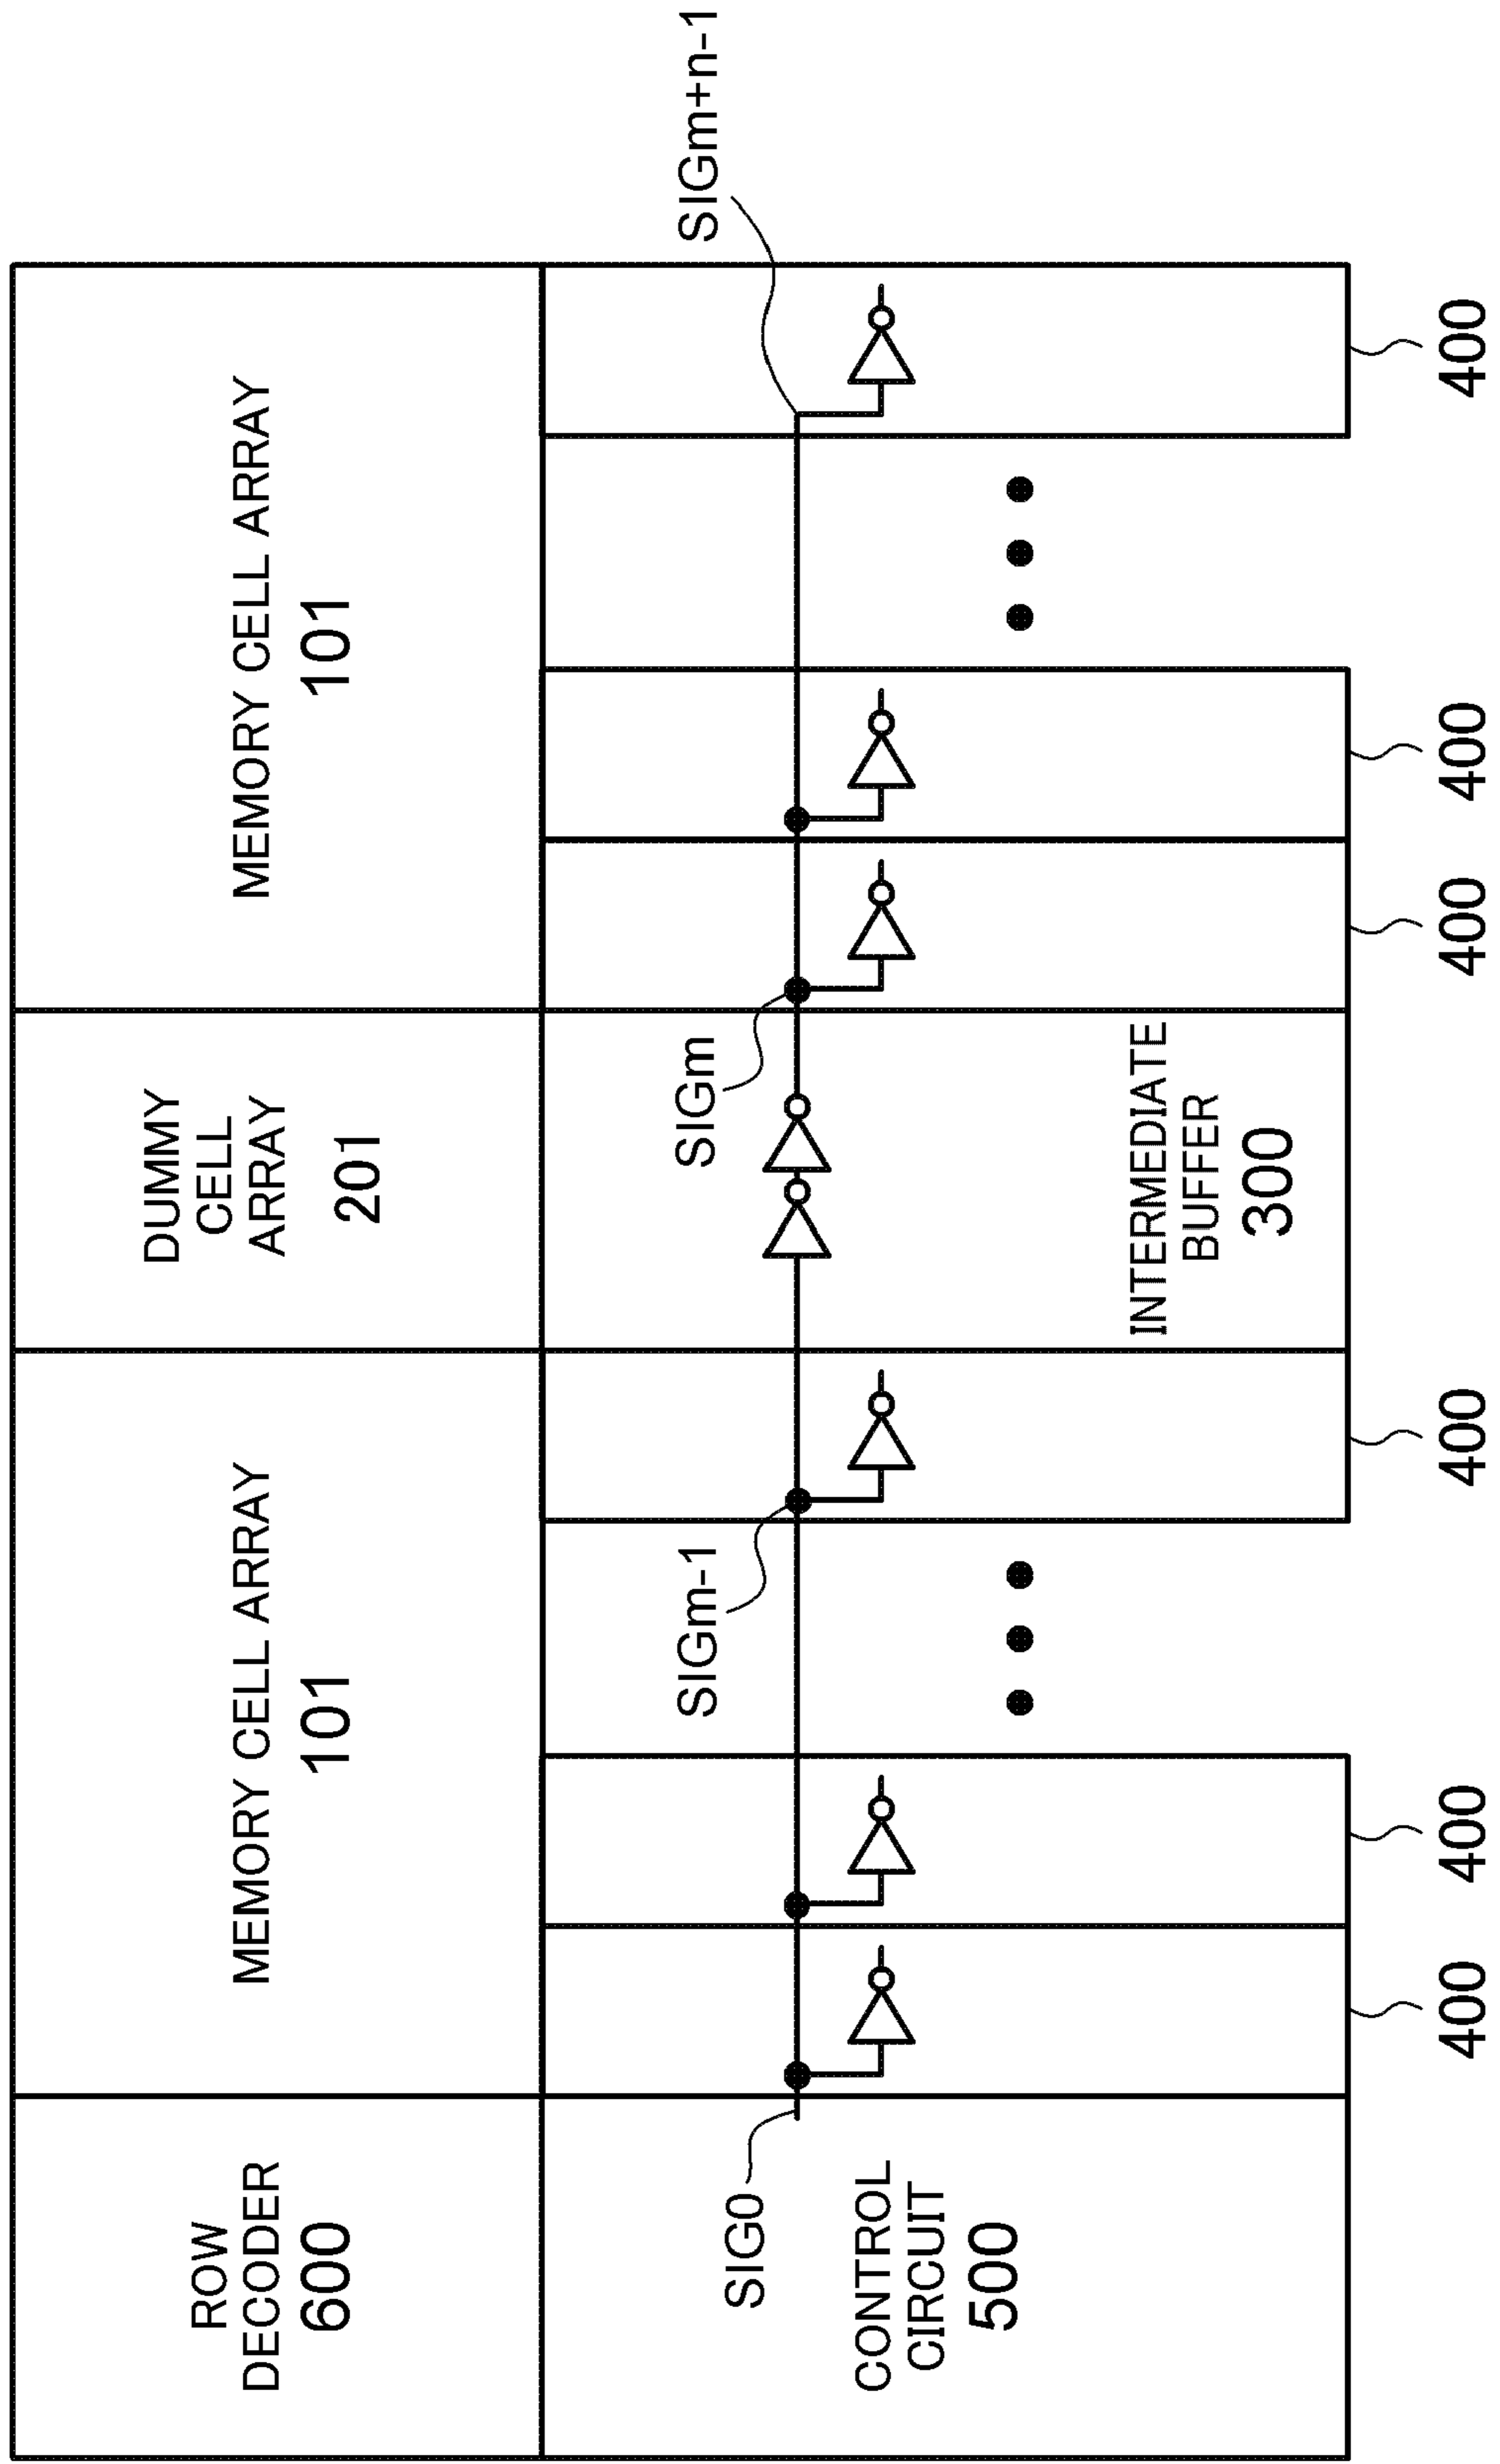 ROW
DECODER
600
MEMORY CELL ARRAY
101
DUMMY
CELL
ARRAY
201
MEMORY CELL ARRAY
101
SIG0
SIGm-1
SIGm
SIGm+n-1
CONTROL
CIRCUIT
500
INTERMEDIATE
BUFFER
300
400
400
400
400
400
400